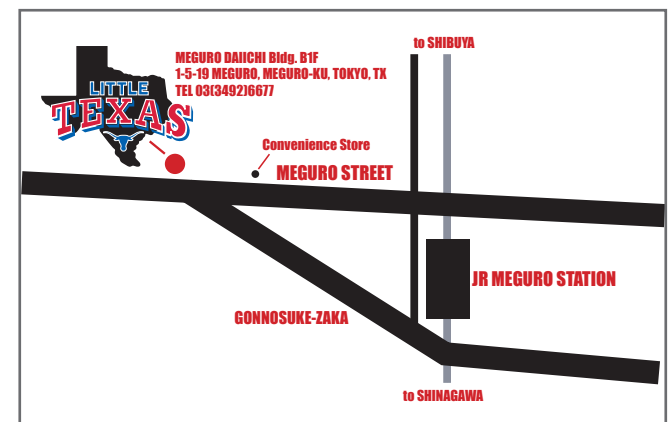 to SHIBUYA
MEGURO DAIICHI Bldg. B1F
1-5-19 MEGURO, MEGURO-KU, TOKYO, TX
TEL 03(3492)6677
LITTLE
TEXAS
Convenience Store
MEGURO STREET
JR MEGURO STATION
GONNOSUKE-ZAKA
to SHINAGAWA